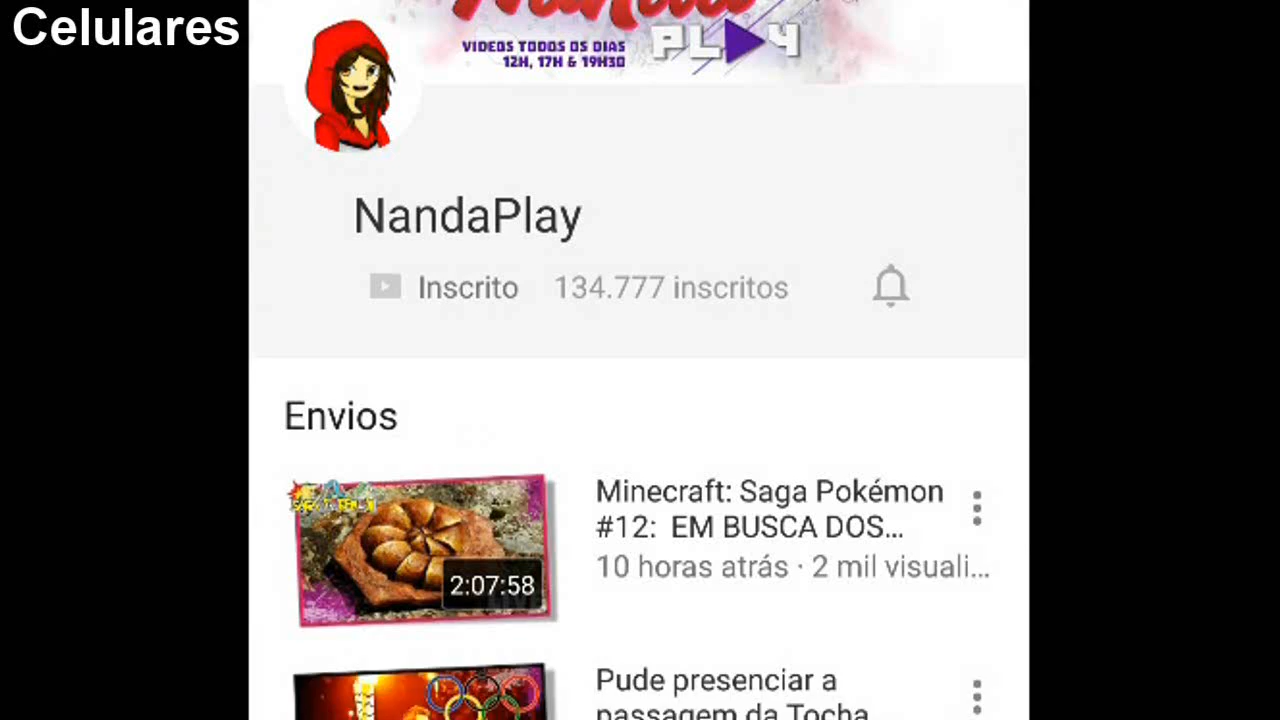 Celulares
VIDEOS TODOS OS DIAS
PLAY
12H, 17H & 19H30
NandaPlay
Inscrito 134.777 inscritos
Envios
Minecraft: Saga Pokémon
#12: EM BUSCA DOS...
10 horas atrás · 2 mil visuali...
2:07:58
Pude presenciar a
passagem da Tocha